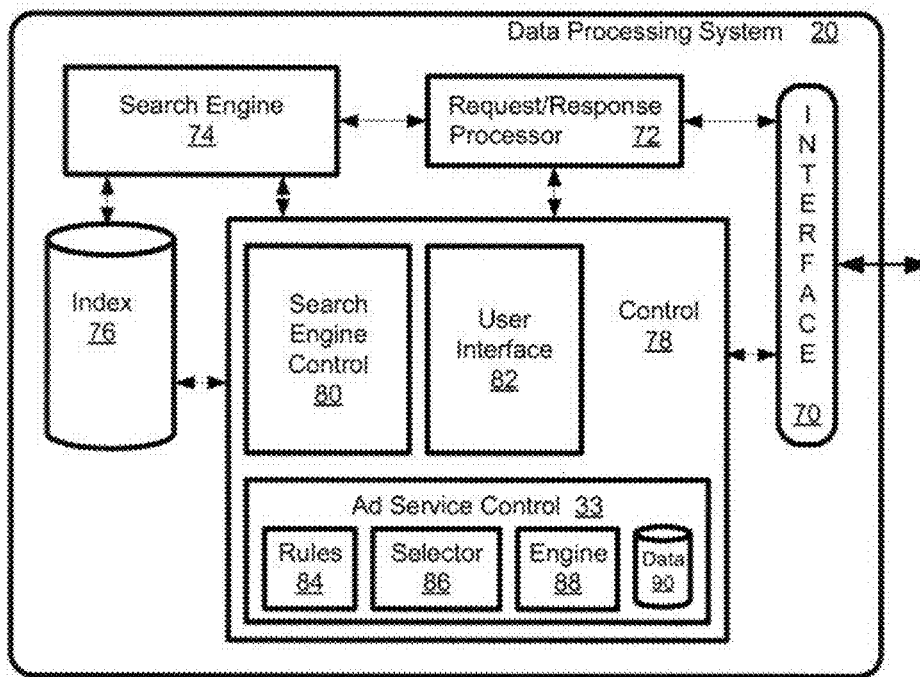 Data Processing System 20
Search Engine
74
Request/Response
Processor 72
INTERFACE
70
Index
76
Search
Engine
Control
80
User
Interface
82
Control
78
Ad Service Control 33
Rules
84
Selector
86
Engine
88
Data
90